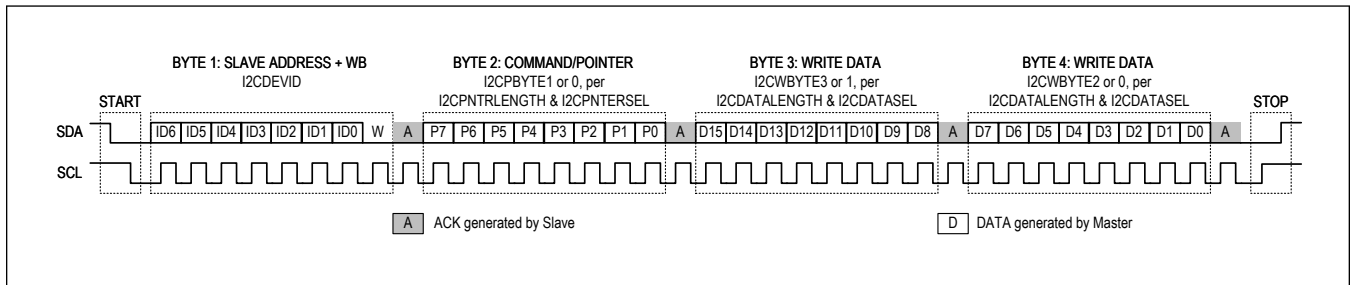 BYTE 1: SLAVE ADDRESS + WB
I2CDEVID
BYTE 2: COMMAND/POINTER
I2CPBYTE1 or 0, per
I2CPNTRLENGTH & I2CPNTERSEL
BYTE 3: WRITE DATA
I2CWBYTE3 or 1, per
I2CDATALENGTH & I2CDATASEL
BYTE 4: WRITE DATA
I2CWBYTE2 or 0, per
I2CDATALENGTH & I2CDATASEL
START
STOP
SDA ID6 ID5 ID4 ID3 ID2 ID1 ID0 W A P7 P6 P5 P4 P3 P2 P1 P0 A D15 D14 D13 D12 D11 D10 D9 D8 A D7 D6 D5 D4 D3 D2 D1 D0 A
SCL
A ACK generated by Slave
D DATA generated by Master